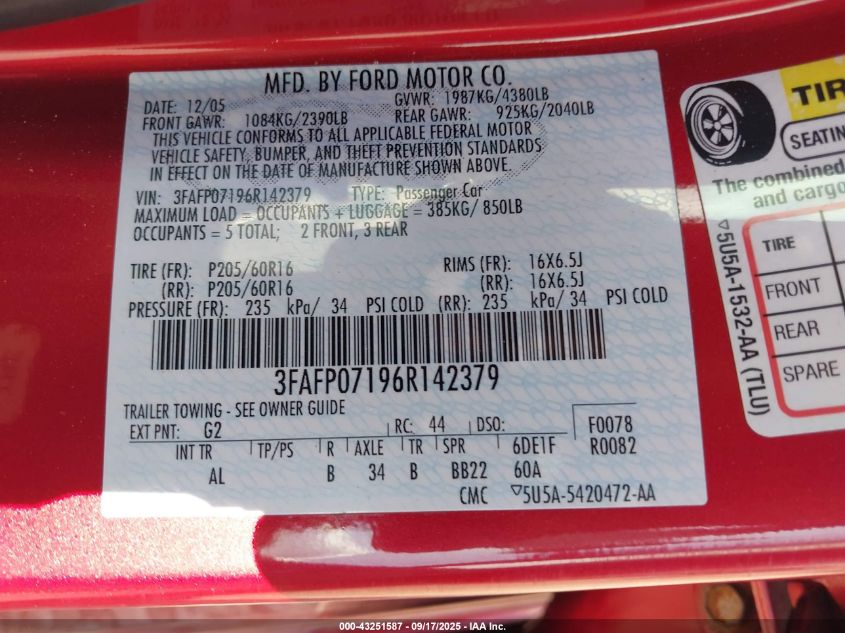 MFD. BY FORD MOTOR CO.
DATE: 12/05 GVWR: 1987KG/4380LB
FRONT GAWR: 1084KG/2390LB REAR GAWR: 925KG/2040LB
THIS VEHICLE CONFORMS TO ALL APPLICABLE FEDERAL MOTOR
VEHICLE SAFETY, BUMPER, AND THEFT PREVENTION STANDARDS
IN EFFECT ON THE DATE OF MANUFACTURE SHOWN ABOVE.
VIN: 3FAFP07196R142379 TYPE: Passenger Car
MAXIMUM LOAD = OCCUPANTS + LUGGAGE = 385KG/ 850LB
OCCUPANTS = 5 TOTAL; 2 FRONT, 3 REAR
TIRE (FR): P205/60R16 RIMS (FR): 16X6.5J
(RR): P205/60R16 (RR): 16X6.5J
PRESSURE (FR): 235 kPa/ 34 PSI COLD (RR): 235 kPa/ 34 PSI COLD
3FAFP07196R142379
TRAILER TOWING - SEE OWNER GUIDE
EXT PNT: G2 RC: 44 DSO: F0078
INT TR TP/PS R AXLE TR SPR 6DE1F R0082
AL B 34 B BB22 60A
CMC ▽5U5A-5420472-AA
TIR
SEATIN
The combined
and cargo
TIRE
FRONT
REAR
SPARE
▽5U5A-1532-AA (TLU)
000-43251587 - 09/17/2025 - IAA Inc.